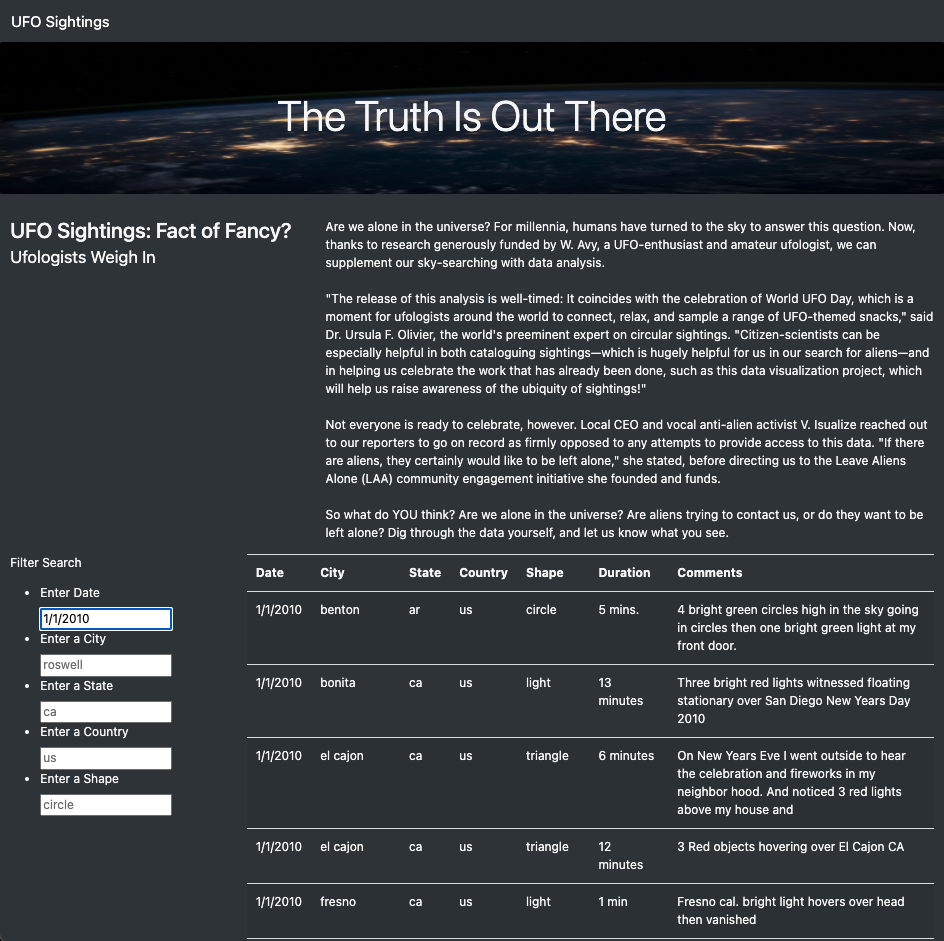 UFO Sightings
The Truth Is Out There
UFO Sightings: Fact of Fancy?
Ufologists Weigh In
Are we alone in the universe? For millennia, humans have turned to the sky to answer this question. Now,
thanks to research generously funded by W. Avy, a UFO-enthusiast and amateur ufologist, we can
supplement our sky-searching with data analysis.
"The release of this analysis is well-timed: It coincides with the celebration of World UFO Day, which is a
moment for ufologists around the world to connect, relax, and sample a range of UFO-themed snacks," said
Dr. Ursula F. Olivier, the world's preeminent expert on circular sightings. "Citizen-scientists can be
especially helpful in both cataloguing sightings—which is hugely helpful for us in our search for aliens—and
in helping us celebrate the work that has already been done, such as this data visualization project, which
will help us raise awareness of the ubiquity of sightings!"
Not everyone is ready to celebrate, however. Local CEO and vocal anti-alien activist V. Isualize reached out
to our reporters to go on record as firmly opposed to any attempts to provide access to this data. "If there
are aliens, they certainly would like to be left alone," she stated, before directing us to the Leave Aliens
Alone (LAA) community engagement initiative she founded and funds.
So what do YOU think? Are we alone in the universe? Are aliens trying to contact us, or do they want to be
left alone? Dig through the data yourself, and let us know what you see.
Filter Search
Enter Date
1/1/2010
Enter a City
roswell
Enter a State
ca
Enter a Country
us
Enter a Shape
circle
Date City State Country Shape Duration Comments
1/1/2010 benton ar us circle 5 mins. 4 bright green circles high in the sky going
in circles then one bright green light at my
front door.
1/1/2010 bonita ca us light 13 Three bright red lights witnessed floating
minutes stationary over San Diego New Years Day
2010
1/1/2010 el cajon ca us triangle 6 minutes On New Years Eve I went outside to hear
the celebration and fireworks in my
neighbor hood. And noticed 3 red lights
above my house and
1/1/2010 el cajon ca us triangle 12 3 Red objects hovering over El Cajon CA
minutes
1/1/2010 fresno ca us light 1 min Fresno cal. bright light hovers over head
then vanished